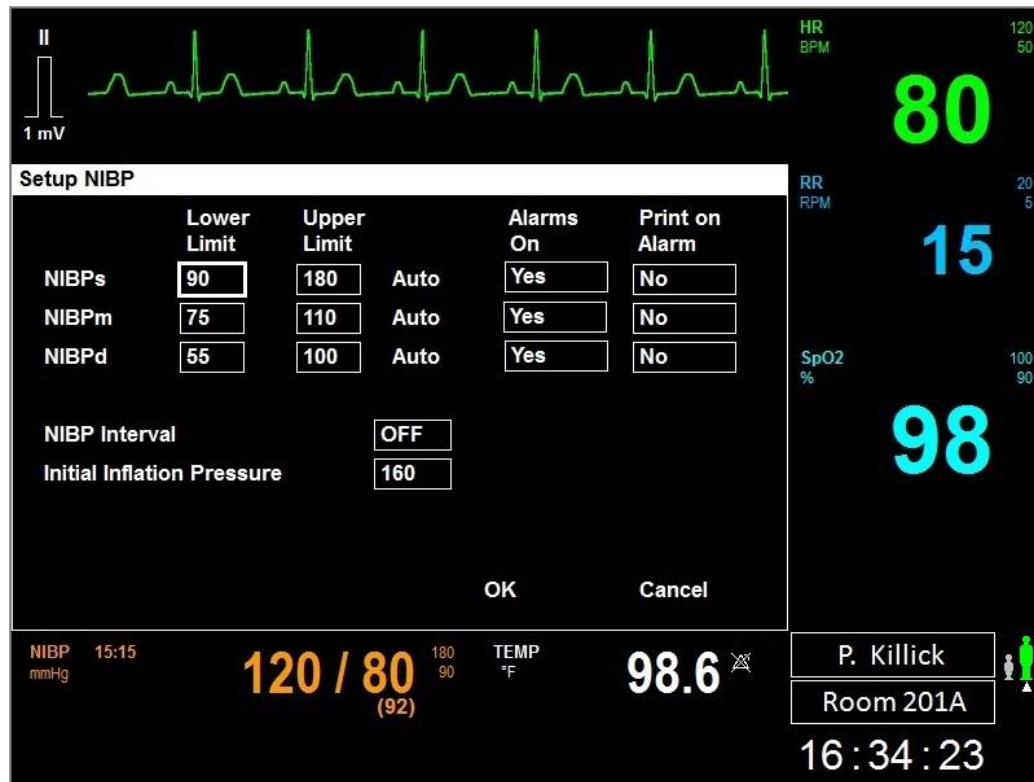 II
1 mV
HR 120
BPM 50
80
Setup NIBP
RR 20
RPM 5
15
Lower Limit Upper Limit Alarms On Print on Alarm
NIBPs 90 180 Auto Yes No
NIBPm 75 110 Auto Yes No
NIBPd 55 100 Auto Yes No
SpO2 100
% 90
98
NIBP Interval OFF
Initial Inflation Pressure 160
OK Cancel
NIBP 15:15
mmHg
120 / 80
(92)
180
90
TEMP
°F
98.6
P. Killick
Room 201A
16:34:23